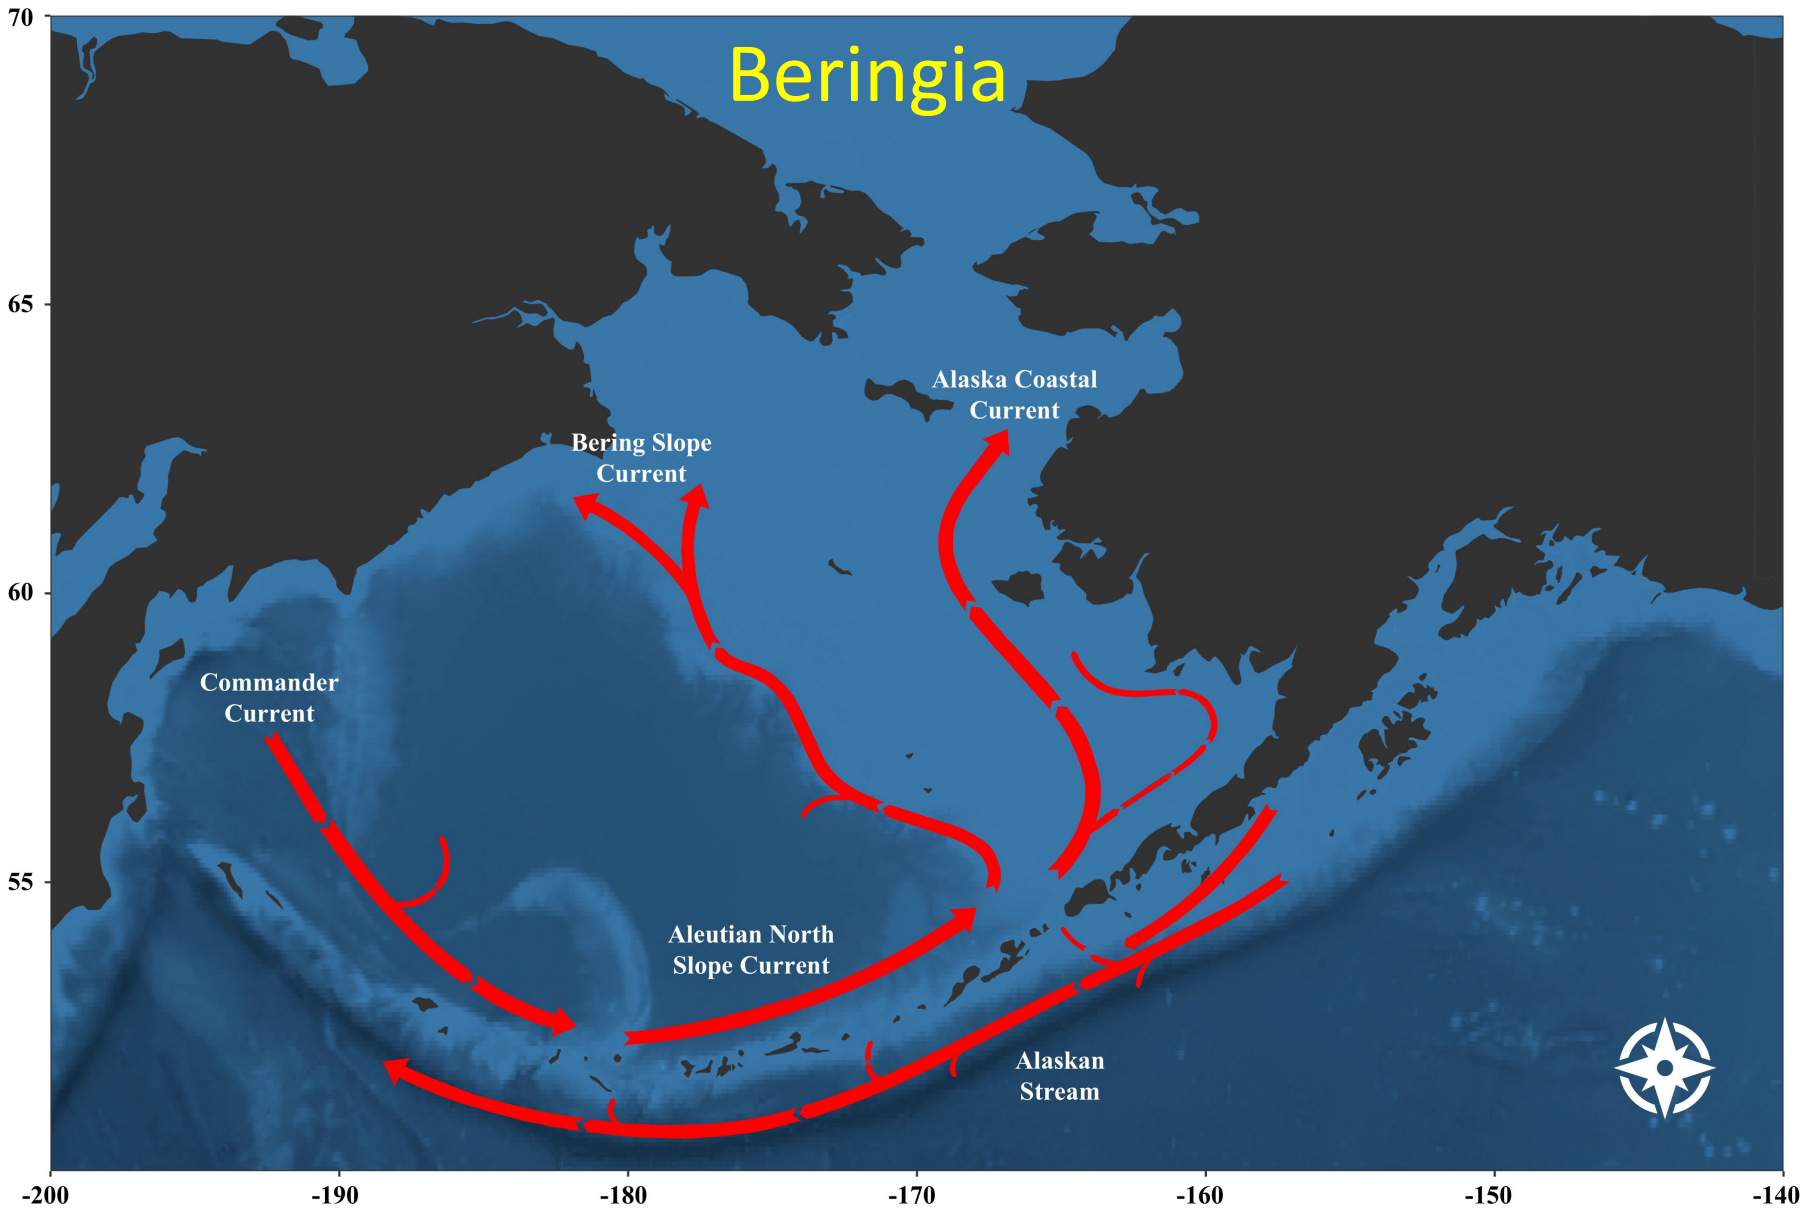 Beringia
70
65
60
55
Alaska Coastal
Current
Bering Slope
Current
Commander
Current
Aleutian North
Slope Current
Alaskan
Stream
-200
-190
-180
-170
-160
-150
-140